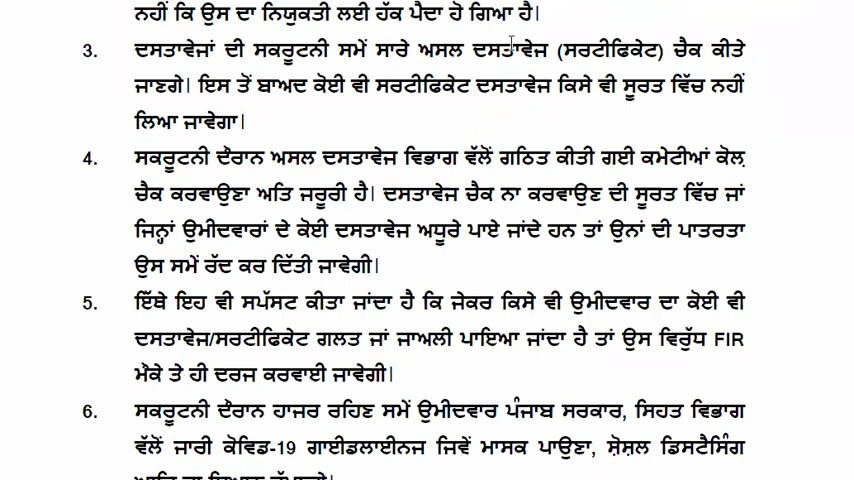 ਨਹੀਂ ਕਿ ਉਸ ਦਾ ਨਿਯੁਕਤੀ ਲਈ ਹੱਕ ਪੈਦਾ ਹੋ ਗਿਆ ਹੈ।
3. ਦਸਤਾਵੇਜਾਂ ਦੀ ਸਕਰੂਟਨੀ ਸਮੇਂ ਸਾਰੇ ਅਸਲ ਦਸਤਾਵੇਜ (ਸਰਟੀਫਿਕੇਟ) ਚੈਕ ਕੀਤੇ
ਜਾਣਗੇ। ਇਸ ਤੋਂ ਬਾਅਦ ਕੋਈ ਵੀ ਸਰਟੀਫਿਕੇਟ ਦਸਤਾਵੇਜ ਕਿਸੇ ਵੀ ਸੂਰਤ ਵਿੱਚ ਨਹੀਂ
ਲਿਆ ਜਾਵੇਗਾ।
4. ਸਕਰੂਟਨੀ ਦੌਰਾਨ ਅਸਲ ਦਸਤਾਵੇਜ ਵਿਭਾਗ ਵੱਲੋਂ ਗਠਿਤ ਕੀਤੀ ਗਈ ਕਮੇਟੀਆਂ ਕੋਲ
ਚੈਕ ਕਰਵਾਉਣਾ ਅਤਿ ਜਰੂਰੀ ਹੈ। ਦਸਤਾਵੇਜ ਚੈਕ ਨਾ ਕਰਵਾਉਣ ਦੀ ਸੂਰਤ ਵਿੱਚ ਜਾਂ
ਜਿਨ੍ਹਾਂ ਉਮੀਦਵਾਰਾਂ ਦੇ ਕੋਈ ਦਸਤਾਵੇਜ ਅਧੂਰੇ ਪਾਏ ਜਾਂਦੇ ਹਨ ਤਾਂ ਉਨਾਂ ਦੀ ਪਾਤਰਤਾ
ਉਸ ਸਮੇਂ ਰੱਦ ਕਰ ਦਿੱਤੀ ਜਾਵੇਗੀ।
5. ਇੱਥੇ ਇਹ ਵੀ ਸਪੱਸਟ ਕੀਤਾ ਜਾਂਦਾ ਹੈ ਕਿ ਜੇਕਰ ਕਿਸੇ ਵੀ ਉਮੀਦਵਾਰ ਦਾ ਕੋਈ ਵੀ
ਦਸਤਾਵੇਜ/ਸਰਟੀਫਿਕੇਟ ਗਲਤ ਜਾਂ ਜਾਅਲੀ ਪਾਇਆ ਜਾਂਦਾ ਹੈ ਤਾਂ ਉਸ ਵਿਰੁੱਧ FIR
ਮੌਕੇ ਤੇ ਹੀ ਦਰਜ ਕਰਵਾਈ ਜਾਵੇਗੀ।
6. ਸਕਰੂਟਨੀ ਦੌਰਾਨ ਹਾਜਰ ਰਹਿਣ ਸਮੇਂ ਉਮੀਦਵਾਰ ਪੰਜਾਬ ਸਰਕਾਰ, ਸਿਹਤ ਵਿਭਾਗ
ਵੱਲੋਂ ਜਾਰੀ ਕੋਵਿਡ-19 ਗਾਈਡਲਾਈਨਜ ਜਿਵੇਂ ਮਾਸਕ ਪਾਉਣਾ, ਸ਼ੋਸ਼ਲ ਡਿਸਟੈਸਿੰਗ